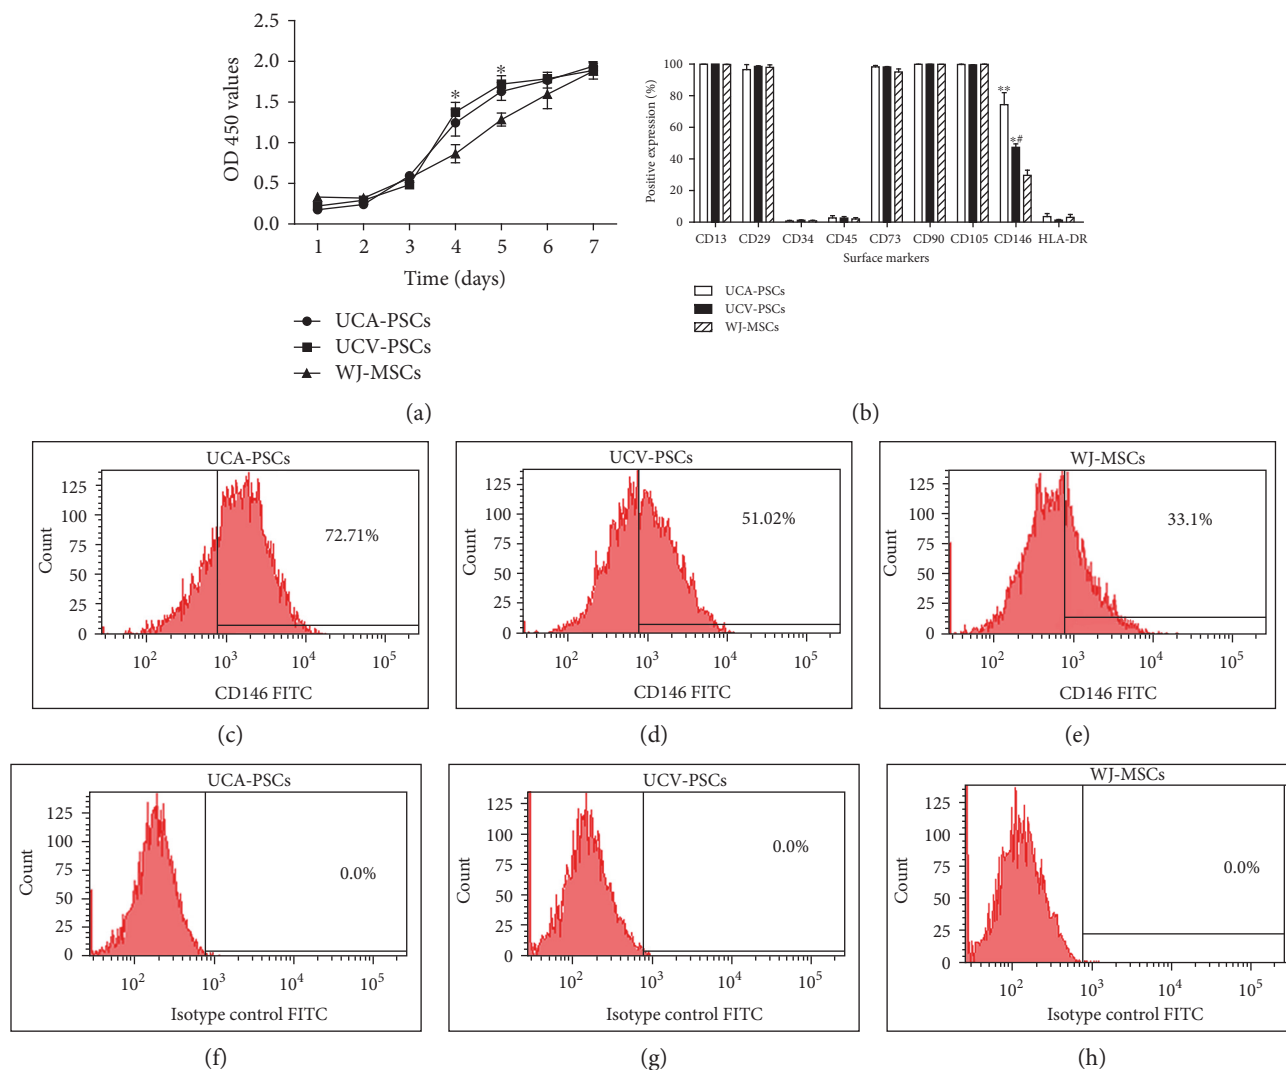 2.5
2.0
1.5
1.0
0.5
0.0
OD 450 values
*
*
1 2 3 4 5 6 7
Time (days)
UCA-PSCs
UCV-PSCs
WJ-MSCs
(a)
100
80
60
40
20
0
Positive expression (%)
**
*#
CD13 CD29 CD34 CD45 CD73 CD90 CD105 CD146 HLA-DR
Surface markers
UCA-PSCs
UCV-PSCs
WJ-MSCs
(b)
UCA-PSCs
125
100
75
50
25
0
Count
72.71%
10² 10³ 10⁴ 10⁵
CD146 FITC
(c)
UCV-PSCs
125
100
75
50
25
0
Count
51.02%
10² 10³ 10⁴ 10⁵
CD146 FITC
(d)
WJ-MSCs
125
100
75
50
25
0
Count
33.1%
10² 10³ 10⁴ 10⁵
CD146 FITC
(e)
UCA-PSCs
125
100
75
50
25
0
Count
0.0%
10² 10³ 10⁴ 10⁵
Isotype control FITC
(f)
UCV-PSCs
125
100
75
50
25
0
Count
0.0%
10² 10³ 10⁴ 10⁵
Isotype control FITC
(g)
WJ-MSCs
125
100
75
50
25
0
Count
0.0%
10² 10³ 10⁴ 10⁵
Isotype control FITC
(h)